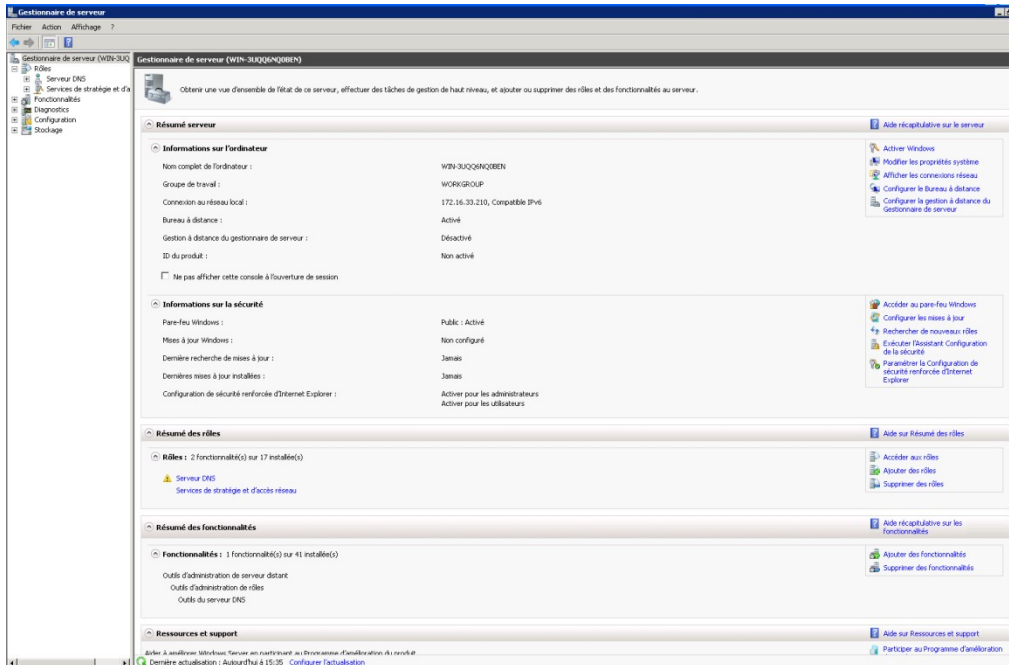 Gestionnaire de serveur
Fichier Action Affichage ?
Gestionnaire de serveur (WIN-3UQ
Rôles
Serveur DNS
Services de stratégie et d'a
Fonctionnalités
Diagnostics
Configuration
Stockage
Gestionnaire de serveur (WIN-3UQQ6NQ0BEN)
Obtenir une vue d'ensemble de l'état de ce serveur, effectuer des tâches de gestion de haut niveau, et ajouter ou supprimer des rôles et des fonctionnalités au serveur.
Résumé serveur
Aide récapitulative sur le serveur
Informations sur l'ordinateur
Nom complet de l'ordinateur : WIN-3UQQ6NQ0BEN
Groupe de travail : WORKGROUP
Connexion au réseau local : 172.16.33.210, Compatible IPv6
Bureau à distance : Activé
Gestion à distance du gestionnaire de serveur : Désactivé
ID du produit : Non activé
Ne pas afficher cette console à l'ouverture de session
Activer Windows
Modifier les propriétés système
Afficher les connexions réseau
Configurer le Bureau à distance
Configurer la gestion à distance du
Gestionnaire de serveur
Informations sur la sécurité
Pare-feu Windows : Public : Activé
Mises à jour Windows : Non configuré
Dernière recherche de mises à jour : Jamais
Dernières mises à jour installées : Jamais
Configuration de sécurité renforcée d'Internet Explorer : Activer pour les administrateurs
Activer pour les utilisateurs
Accéder au pare-feu Windows
Configurer les mises à jour
Rechercher de nouveaux rôles
Exécuter l'Assistant Configuration
de la sécurité
Paramétrer la Configuration de
sécurité renforcée d'Internet
Explorer
Résumé des rôles
Aide sur Résumé des rôles
Rôles : 2 fonctionnalité(s) sur 17 installée(s)
Serveur DNS
Services de stratégie et d'accès réseau
Accéder aux rôles
Ajouter des rôles
Supprimer des rôles
Résumé des fonctionnalités
Aide récapitulative sur les
fonctionnalités
Fonctionnalités : 1 fonctionnalité(s) sur 41 installée(s)
Outils d'administration de serveur distant
Outils d'administration de rôles
Outils du serveur DNS
Ajouter des fonctionnalités
Supprimer des fonctionnalités
Ressources et support
Aide sur Ressources et support
Aider à améliorer Windows Server en participant au Programme d'amélioration du produit
Participer au Programme d'amélioration
Dernière actualisation : Aujourd'hui à 15:35 Configurer l'actualisation